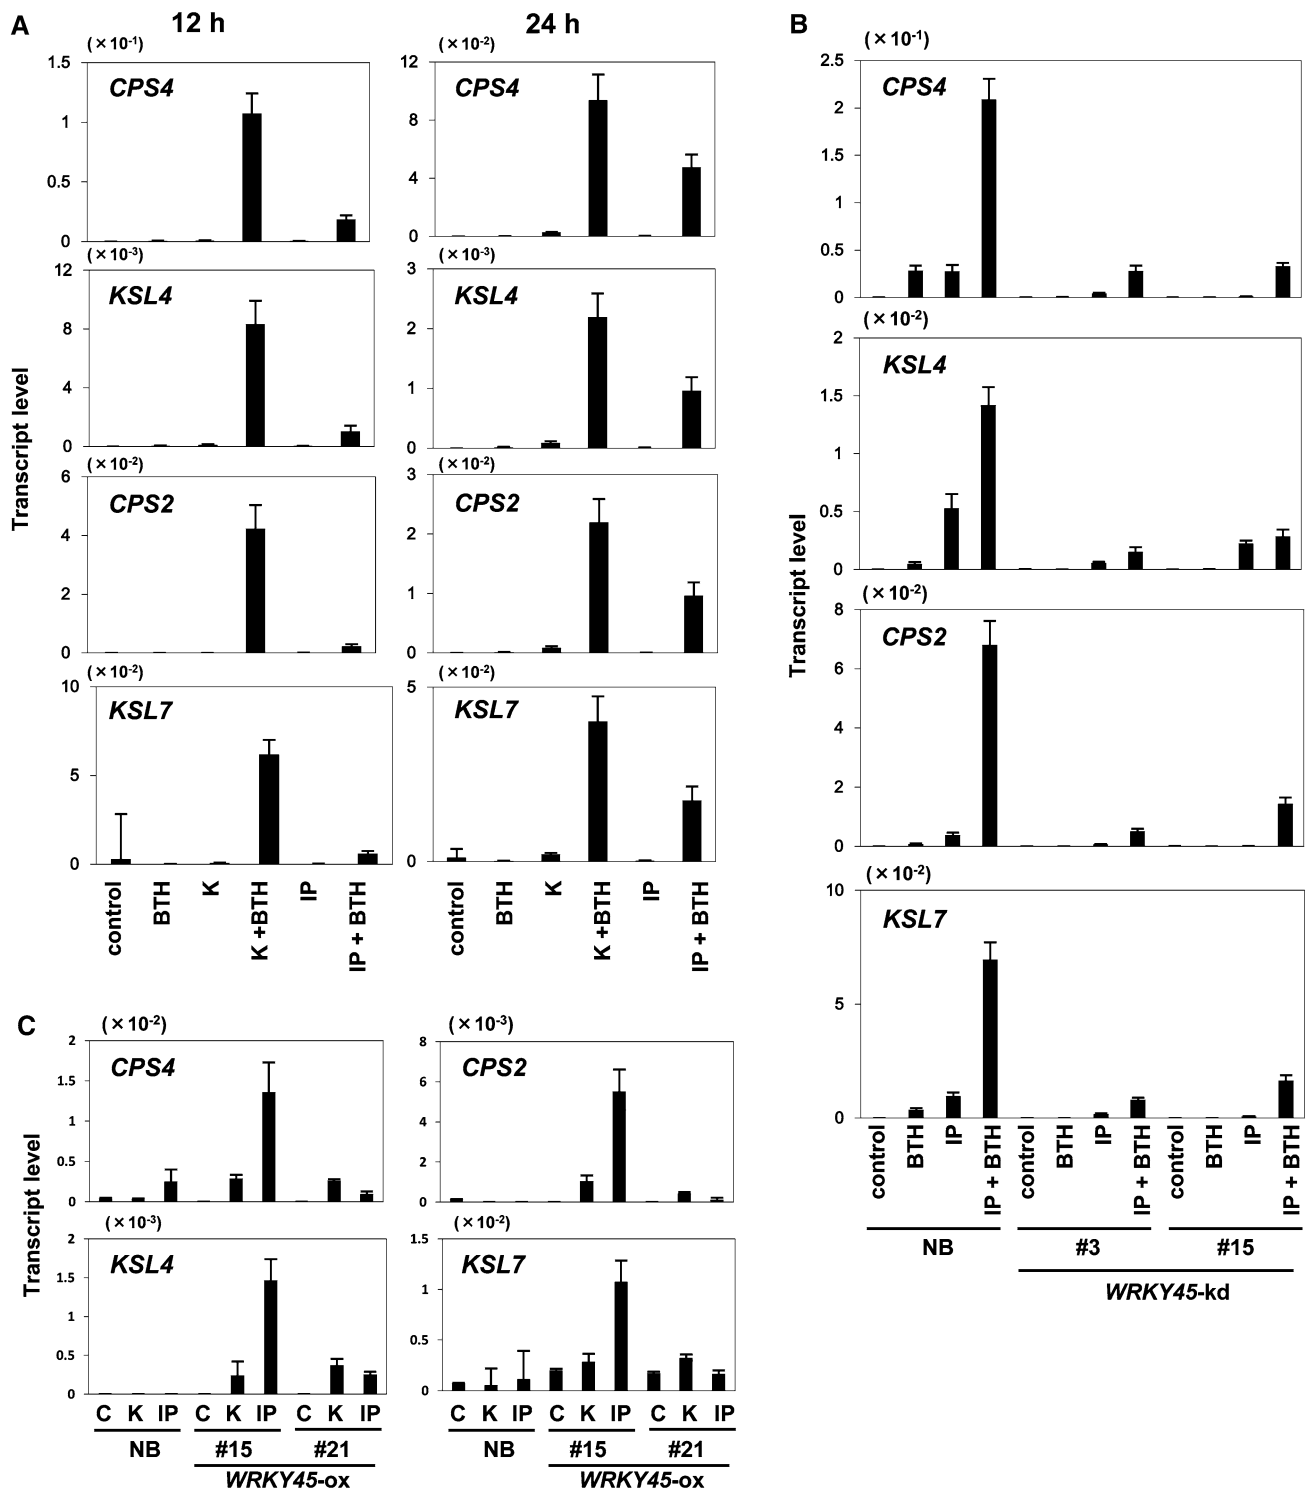 A
12 h
24 h
(×10-1)
CPS4
1.5
1
0.5
0
(×10-2)
CPS4
12
8
4
0
(×10-3)
KSL4
12
8
4
0
(×10-3)
KSL4
3
2
1
0
(×10-2)
CPS2
6
4
2
0
(×10-2)
CPS2
3
2
1
0
(×10-2)
KSL7
10
5
0
(×10-2)
KSL7
5
0
Transcript level
control BTH K K +BTH IP IP + BTH
control BTH K K +BTH IP IP + BTH
B
(×10-1)
CPS4
2.5
2
1.5
1
0.5
0
(×10-2)
KSL4
2
1.5
1
0.5
0
(×10-2)
CPS2
8
6
4
2
0
(×10-2)
KSL7
10
5
0
Transcript level
control BTH IP IP + BTH control BTH IP IP + BTH control BTH IP IP + BTH
NB #3 #15
WRKY45-kd
C
(×10-2)
CPS4
2
1.5
1
0.5
0
(×10-3)
CPS2
8
6
4
2
0
(×10-3)
KSL4
2
1.5
1
0.5
0
(×10-2)
KSL7
1.5
1
0.5
0
Transcript level
C K IP C K IP C K IP
NB #15 #21
WRKY45-ox
C K IP C K IP C K IP
NB #15 #21
WRKY45-ox